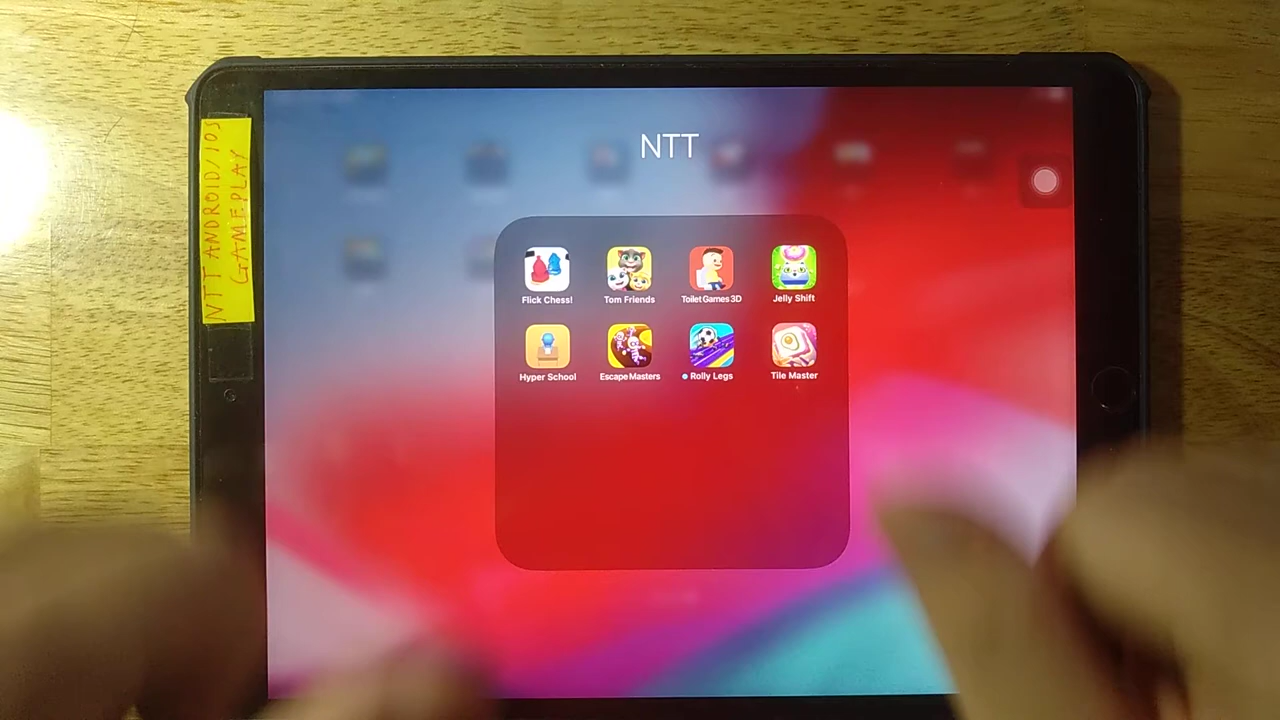 NTT ANDROID/IOS
GAMEPLAY
NTT
Flick Chess!
Tom Friends
Toilet Games 3D
Jelly Shift
Hyper School
Escape Masters
Rolly Legs
Tile Master